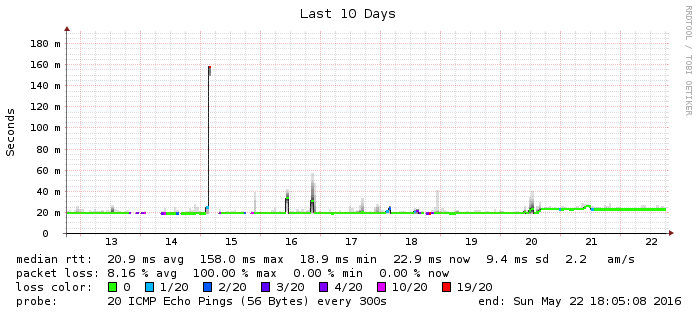 Last 10 Days
RRDTOOL / TOBI OETIKER
Seconds
180 m
160 m
140 m
120 m
100 m
80 m
60 m
40 m
20 m
0
13 14 15 16 17 18 19 20 21 22
median rtt: 20.9 ms avg 158.0 ms max 18.9 ms min 22.9 ms now 9.4 ms sd 2.2 am/s
packet loss: 8.16 % avg 100.00 % max 0.00 % min 0.00 % now
loss color: 0 1/20 2/20 3/20 4/20 10/20 19/20
probe: 20 ICMP Echo Pings (56 Bytes) every 300s end: Sun May 22 18:05:08 2016